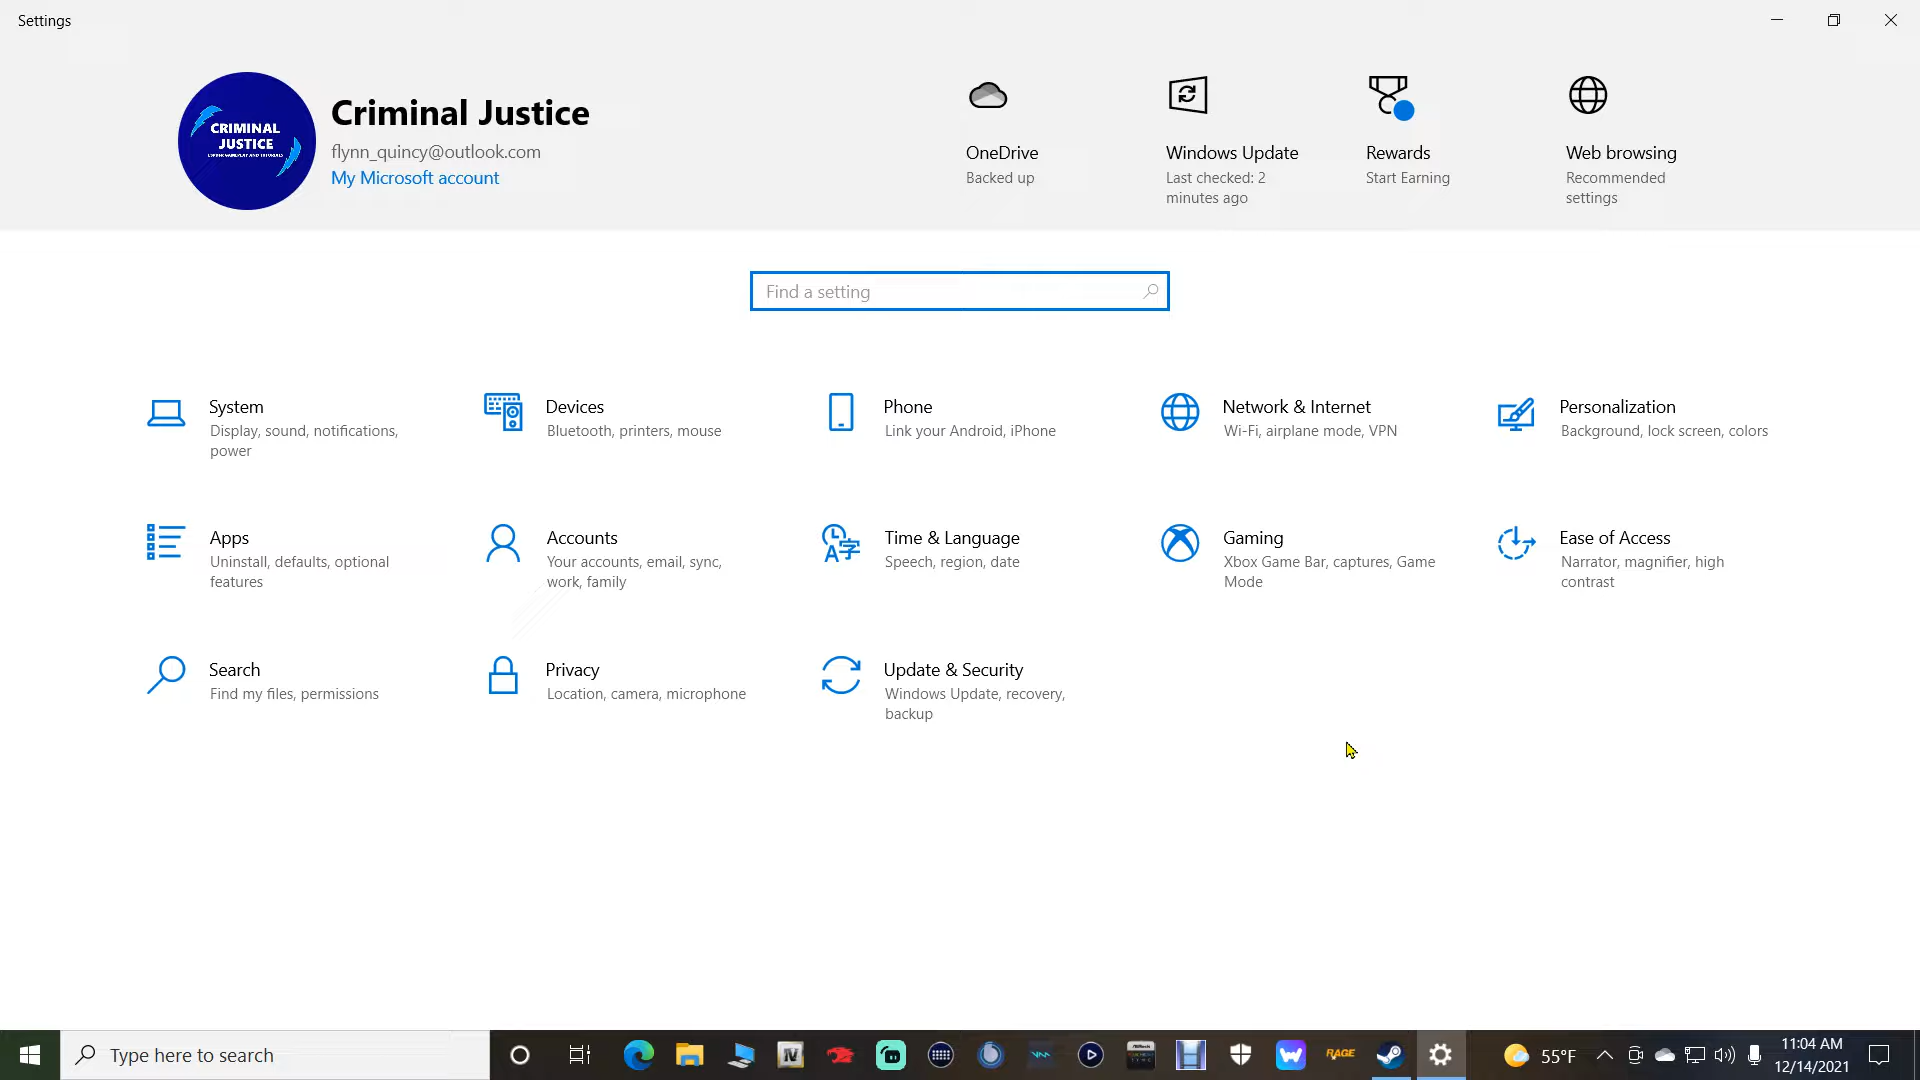 Settings
CRIMINAL
JUSTICE
Criminal Justice
flynn_quincy@outlook.com
My Microsoft account
OneDrive
Backed up
Windows Update
Last checked: 2
minutes ago
Rewards
Start Earning
Web browsing
Recommended
settings
Find a setting
System
Display, sound, notifications,
power
Devices
Bluetooth, printers, mouse
Phone
Link your Android, iPhone
Network & Internet
Wi-Fi, airplane mode, VPN
Personalization
Background, lock screen, colors
Apps
Uninstall, defaults, optional
features
Accounts
Your accounts, email, sync,
work, family
Time & Language
Speech, region, date
Gaming
Xbox Game Bar, captures, Game
Mode
Ease of Access
Narrator, magnifier, high
contrast
Search
Find my files, permissions
Privacy
Location, camera, microphone
Update & Security
Windows Update, recovery,
backup
Type here to search
RAGE
55°F
11:04 AM
12/14/2021